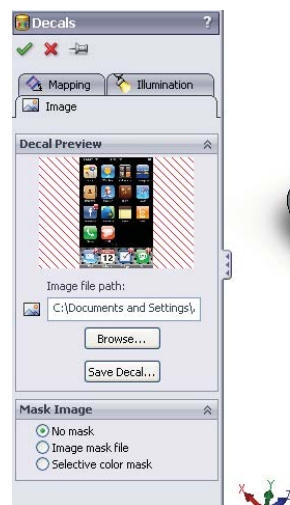 Decals ?
Mapping Illumination
Image
Decal Preview
12
Image file path:
C:\Documents and Settings\,
Browse...
Save Decal...
Mask Image
No mask
Image mask file
Selective color mask
Y
Z